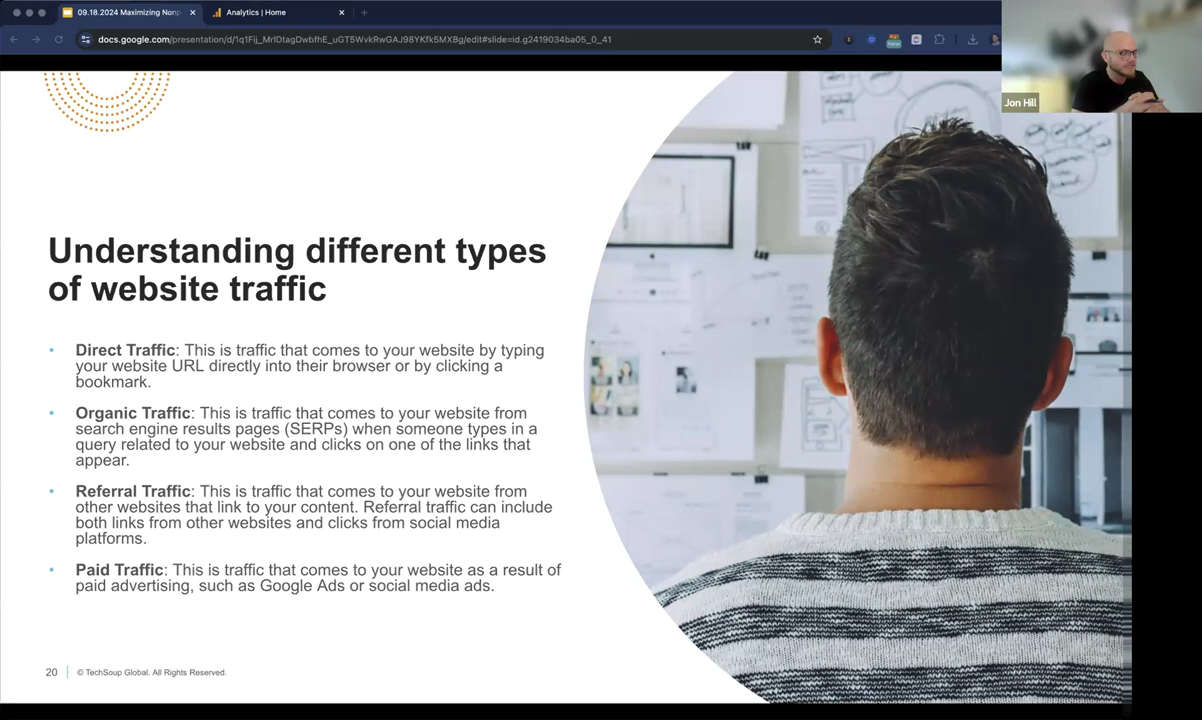 09.18.2024 Maximizing Nonp
Analytics | Home
docs.google.com/presentation/d/1q1Fij_MrlDtagDwbfhE_uGT5WvkRwGAJ98YKfk5MXBg/edit#slide=id.g2419034ba05_0_41
Jon Hill
Understanding different types
of website traffic
• Direct Traffic: This is traffic that comes to your website by typing
your website URL directly into their browser or by clicking a
bookmark.
• Organic Traffic: This is traffic that comes to your website from
search engine results pages (SERPs) when someone types in a
query related to your website and clicks on one of the links that
appear.
• Referral Traffic: This is traffic that comes to your website from
other websites that link to your content. Referral traffic can include
both links from other websites and clicks from social media
platforms.
• Paid Traffic: This is traffic that comes to your website as a result of
paid advertising, such as Google Ads or social media ads.
20 | © TechSoup Global. All Rights Reserved.